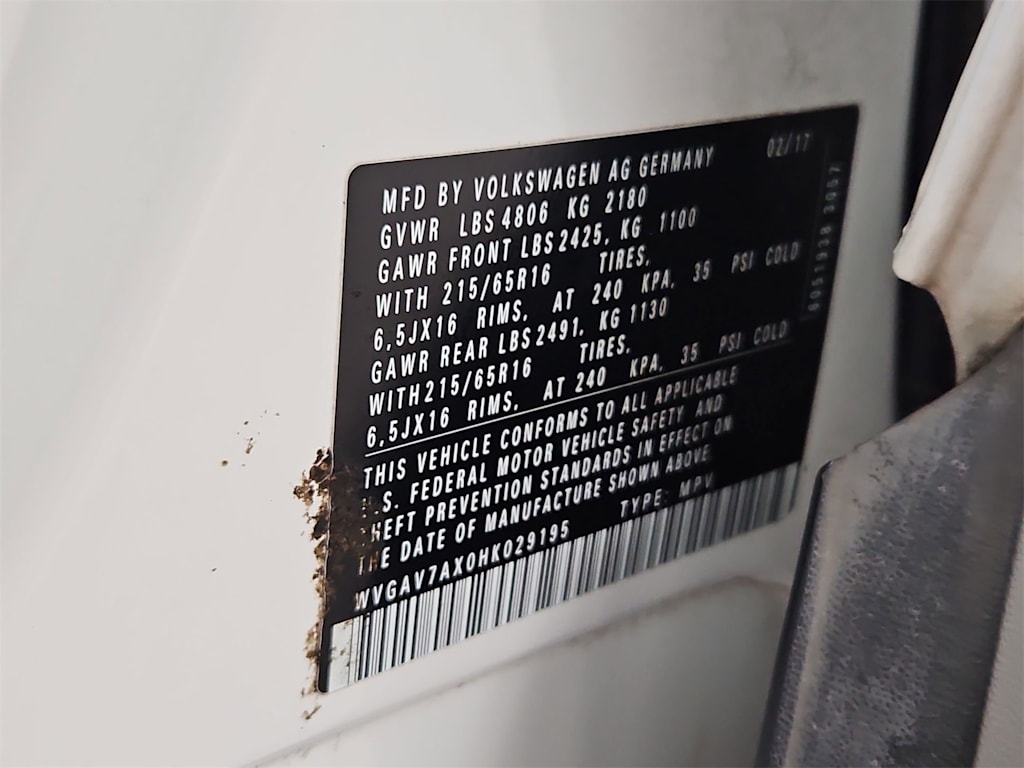 MFD BY VOLKSWAGEN AG GERMANY 02/17
GVWR LBS 4806 KG 2180
GAWR FRONT LBS 2425, KG 1100
WITH 215/65R16 TIRES,
6,5JX16 RIMS, AT 240 KPA, 35 PSI COLD
GAWR REAR LBS 2491, KG 1130
WITH 215/65R16 TIRES,
6,5JX16 RIMS, AT 240 KPA, 35 PSI COLD
THIS VEHICLE CONFORMS TO ALL APPLICABLE
U.S. FEDERAL MOTOR VEHICLE SAFETY AND
THEFT PREVENTION STANDARDS IN EFFECT ON
THE DATE OF MANUFACTURE SHOWN ABOVE
WVGAV7AX0HK029195 TYPE: MPV